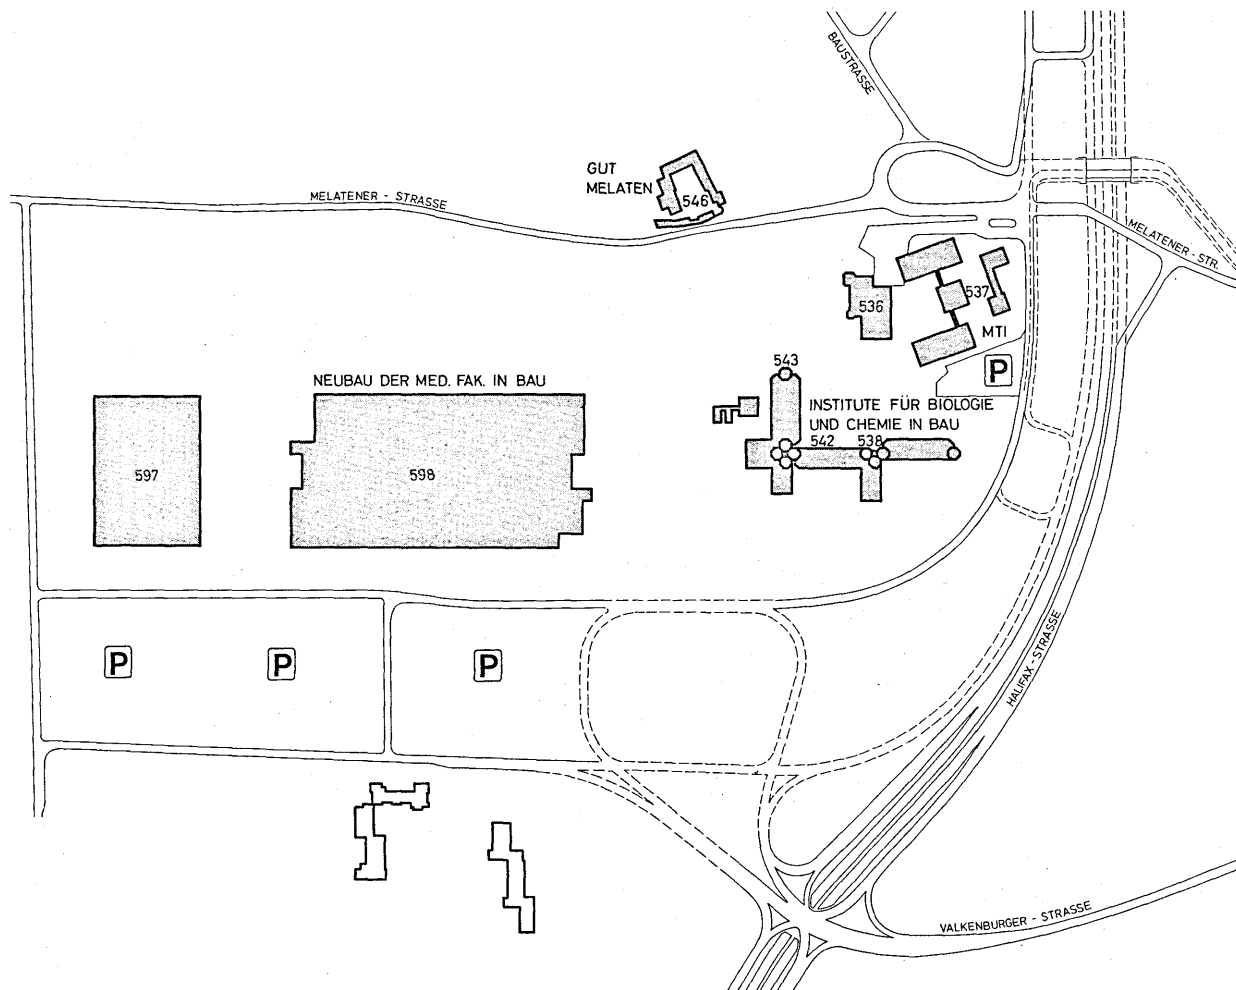 BAUSTRASSE
GUT
MELATEN
546
MELATENER - STRASSE
MELATENER - STR.
536
537
MTI
P
543
NEUBAU DER MED. FAK. IN BAU
INSTITUTE FÜR BIOLOGIE
UND CHEMIE IN BAU
542
538
597
598
P
P
P
HALIFAX - STRASSE
VALKENBURGER - STRASSE